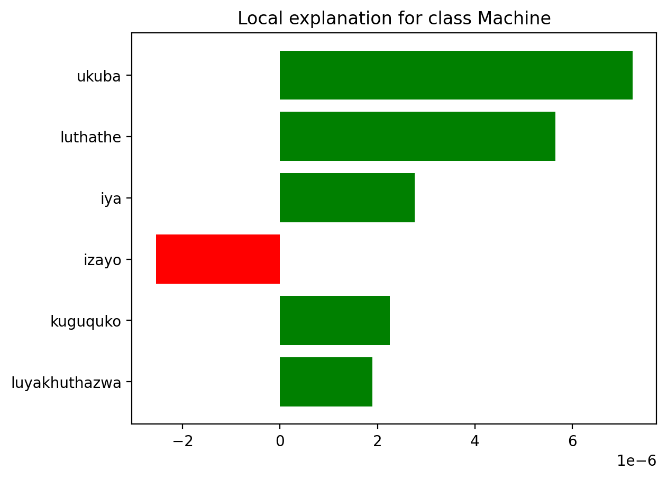 Local explanation for class Machine
ukuba
luthathe
iya
izayo
kuguquko
luyakhuthazwa
−2 0 2 4 6
1e−6